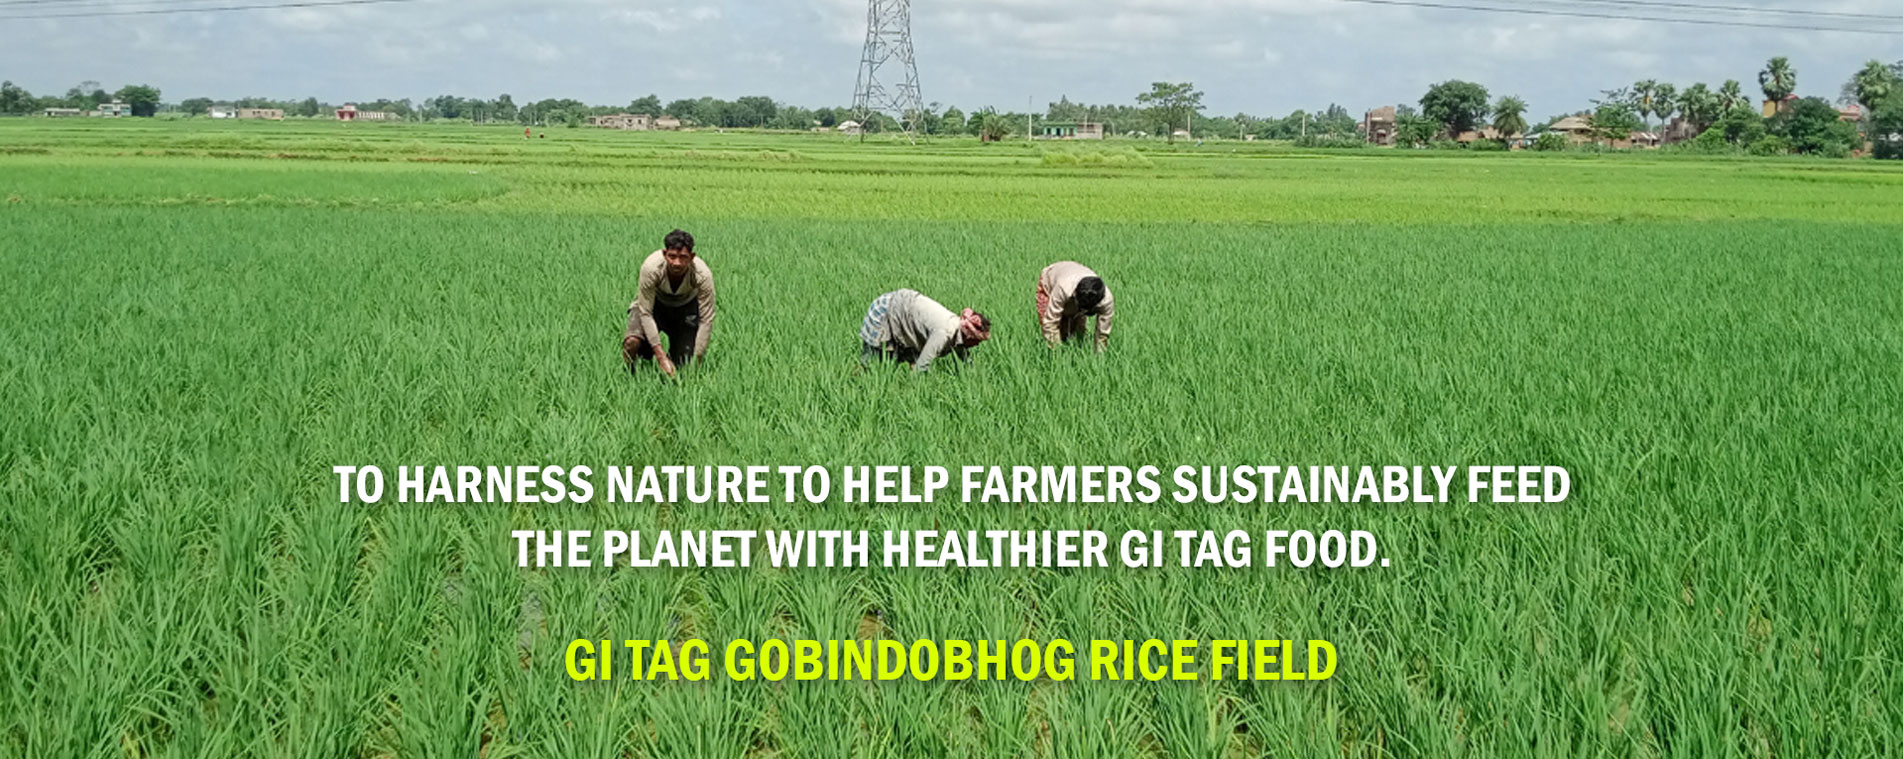 TO HARNESS NATURE TO HELP FARMERS SUSTAINABLY FEED
THE PLANET WITH HEALTHIER GI TAG FOOD.
GI TAG GOBINDOBHOG RICE FIELD